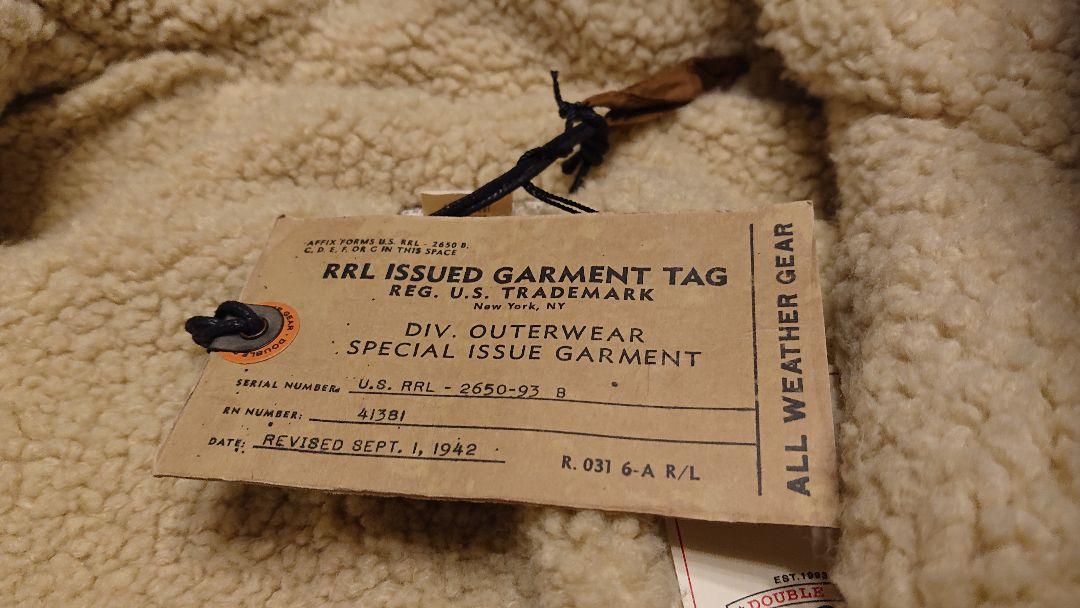 AFFIX FORMS U.S. RRL - 2650 B.
C, D, E, F, OR G IN THIS SPACE
RRL ISSUED GARMENT TAG
REG. U.S. TRADEMARK
New York, NY
DIV. OUTERWEAR
SPECIAL ISSUE GARMENT
SERIAL NUMBER: U.S. RRL - 2650-93 B
RN NUMBER: 41381
DATE: REVISED SEPT. 1, 1942
R. 031 6-A R/L
ALL WEATHER GEAR
GEAR · DOUBLE
EST.1993
DOUBLE